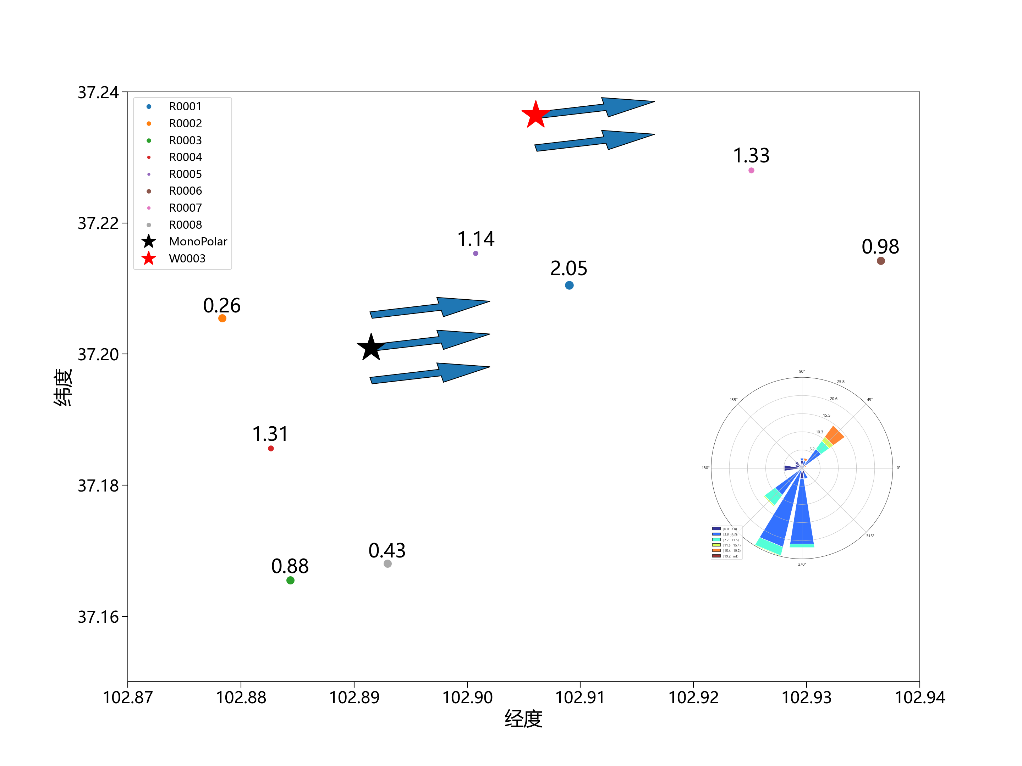 37.24
37.22
37.20
37.18
37.16
纬度
R0001
R0002
R0003
R0004
R0005
R0006
R0007
R0008
MonoPolar
W0003
1.33
1.14
0.98
2.05
0.26
1.31
0.43
0.88
102.87 102.88 102.89 102.90 102.91 102.92 102.93 102.94
经度